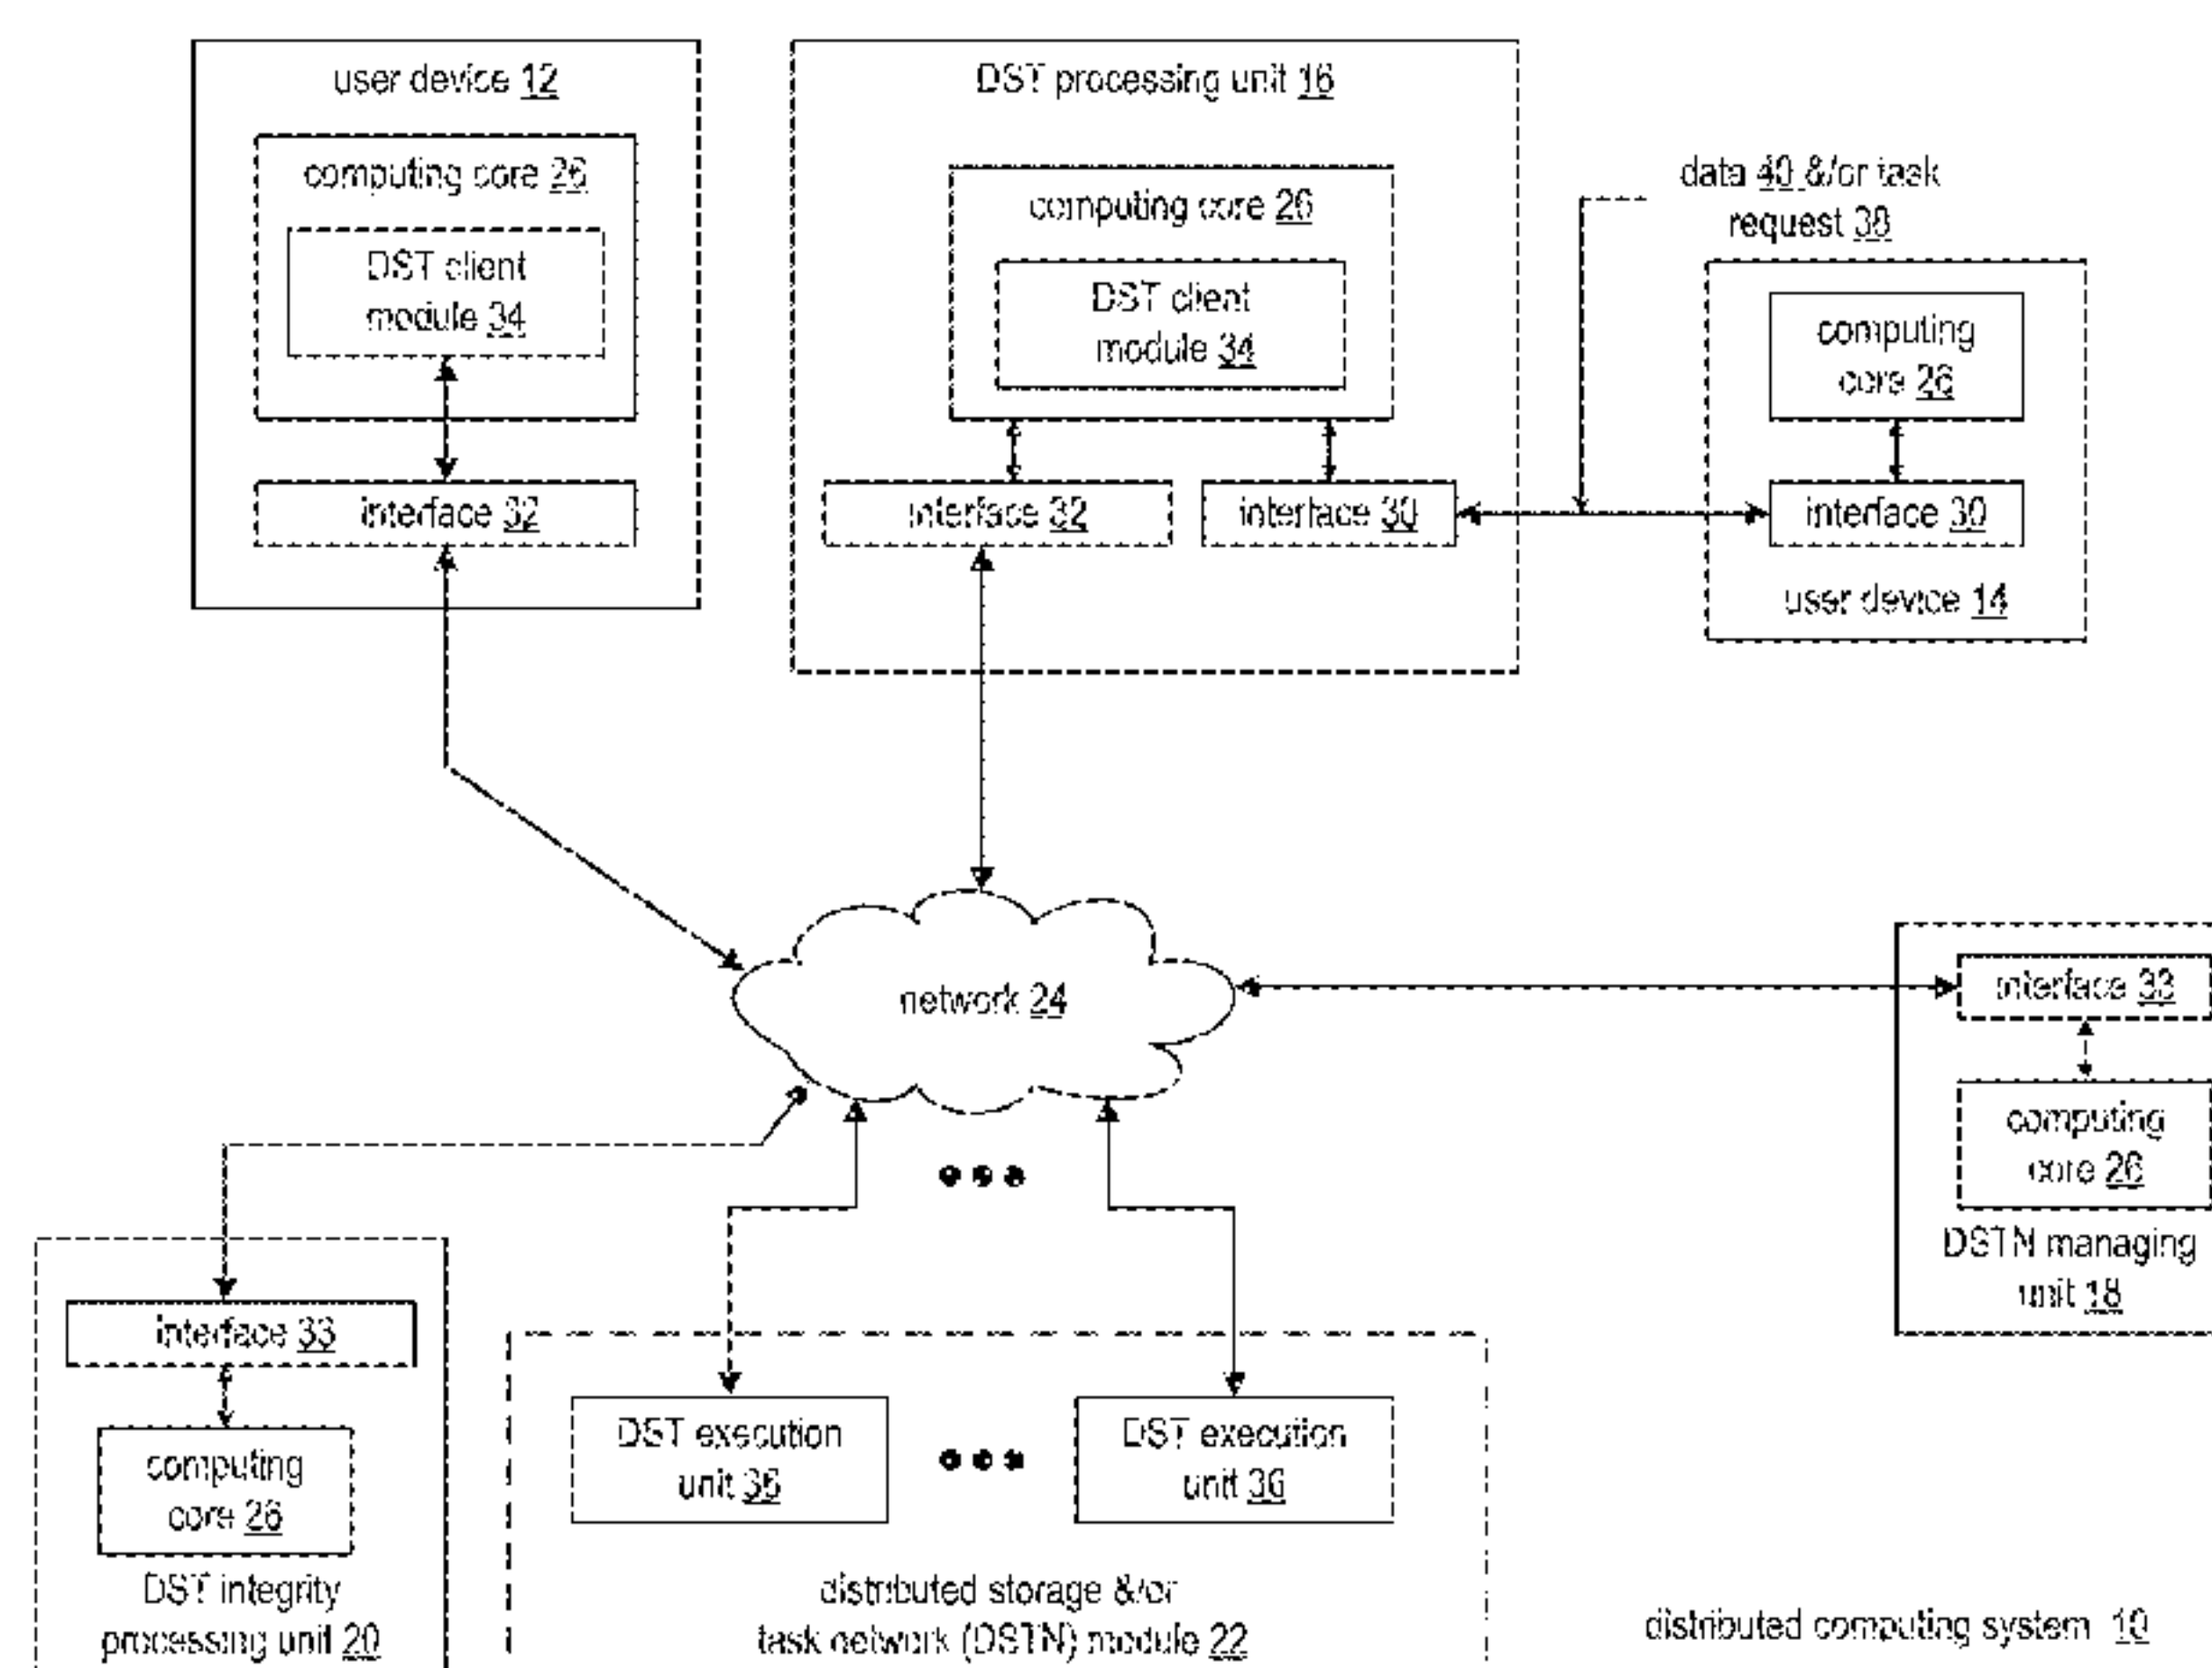 user device 12
computing core 26
DST client
module 34
interface 32
DST processing unit 16
computing core 26
DST client
module 34
interface 32
interface 30
data 40 &/or task
request 38
computing
core 26
interface 30
user device 14
network 24
interface 33
computing
core 26
DSTN managing
unit 18
interface 33
computing
core 26
DST integrity
processing unit 20
DST execution
unit 36
DST execution
unit 36
distributed storage &/or
task network (DSTN) module 22
distributed computing system 10